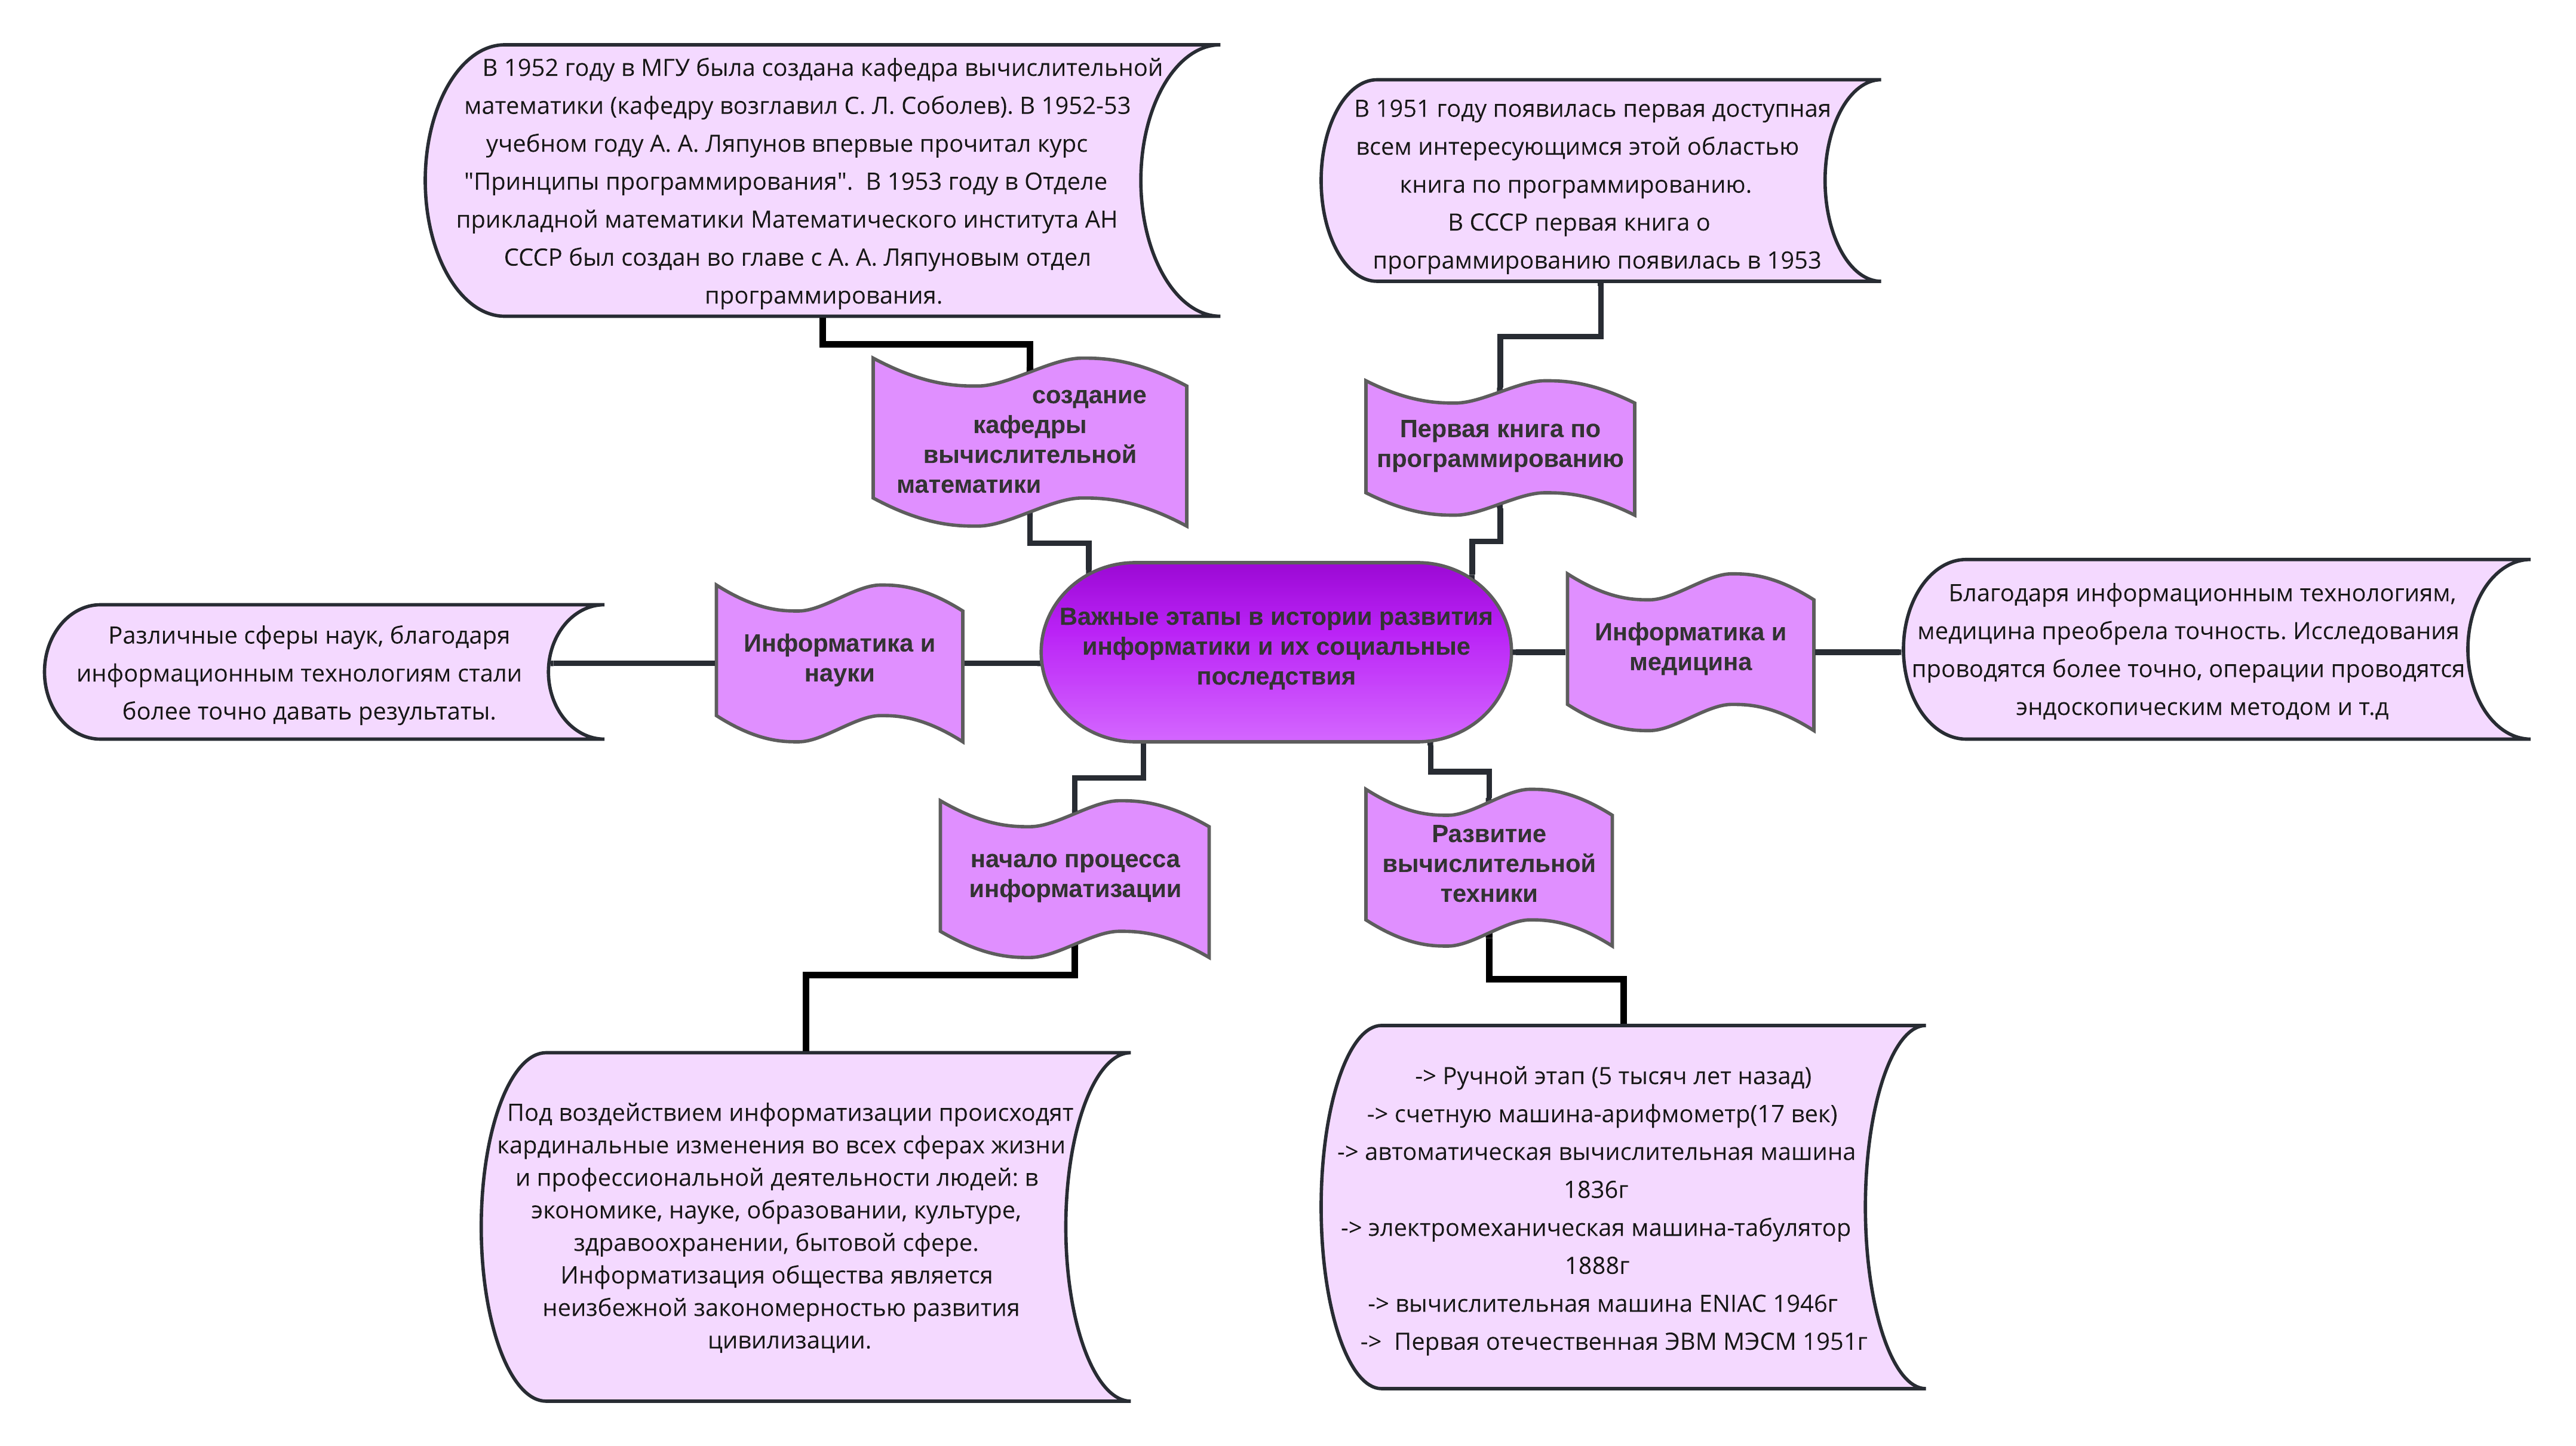 В 1952 году в МГУ была создана кафедра вычислительной
математики (кафедру возглавил С. Л. Соболев). В 1952-53
учебном году А. А. Ляпунов впервые прочитал курс
"Принципы программирования".  В 1953 году в Отделе
прикладной математики Математического института АН
СССР был создан во главе с А. А. Ляпуновым отдел
программирования.
В 1951 году появилась первая доступная
всем интересующимся этой областью
книга по программированию.
В СССР первая книга о
программированию появилась в 1953
создание
кафедры
вычислительной
математики
Первая книга по
программированию
Различные сферы наук, благодаря
информационным технологиям стали
более точно давать результаты.
Информатика и
науки
Важные этапы в истории развития
информатики и их социальные
последствия
Информатика и
медицина
Благодаря информационным технологиям,
медицина преобрела точность. Исследования
проводятся более точно, операции проводятся
эндоскопическим методом и т.д
начало процесса
информатизации
Развитие
вычислительной
техники
Под воздействием информатизации происходят
кардинальные изменения во всех сферах жизни
и профессиональной деятельности людей: в
экономике, науке, образовании, культуре,
здравоохранении, бытовой сфере.
Информатизация общества является
неизбежной закономерностью развития
цивилизации.
-> Ручной этап (5 тысяч лет назад)
-> счетную машина-арифмометр(17 век)
-> автоматическая вычислительная машина
1836г
-> электромеханическая машина-табулятор
1888г
-> вычислительная машина ENIAC 1946г
->  Первая отечественная ЭВМ МЭСМ 1951г